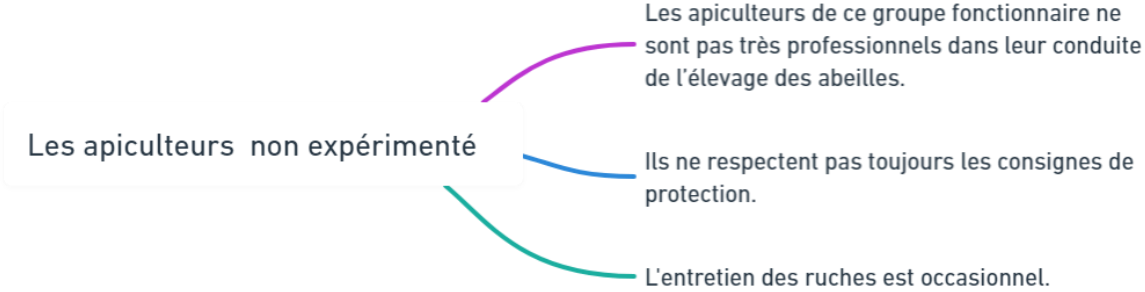 Les apiculteurs non expérimenté
Les apiculteurs de ce groupe fonctionnaire ne
sont pas très professionnels dans leur conduite
de l'élevage des abeilles.
Ils ne respectent pas toujours les consignes de
protection.
L'entretien des ruches est occasionnel.